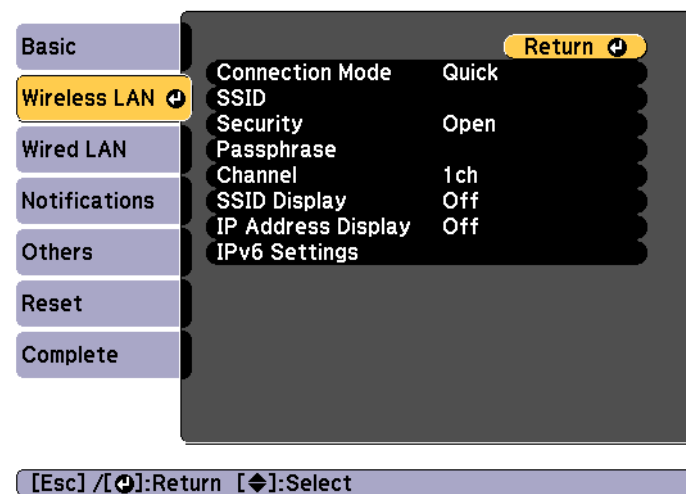 Basic
Wireless LAN
Wired LAN
Notifications
Others
Reset
Complete
Return
Connection Mode Quick
SSID
Security Open
Passphrase
Channel 1ch
SSID Display Off
IP Address Display Off
IPv6 Settings
[Esc] /[⏎]:Return [◆]:Select